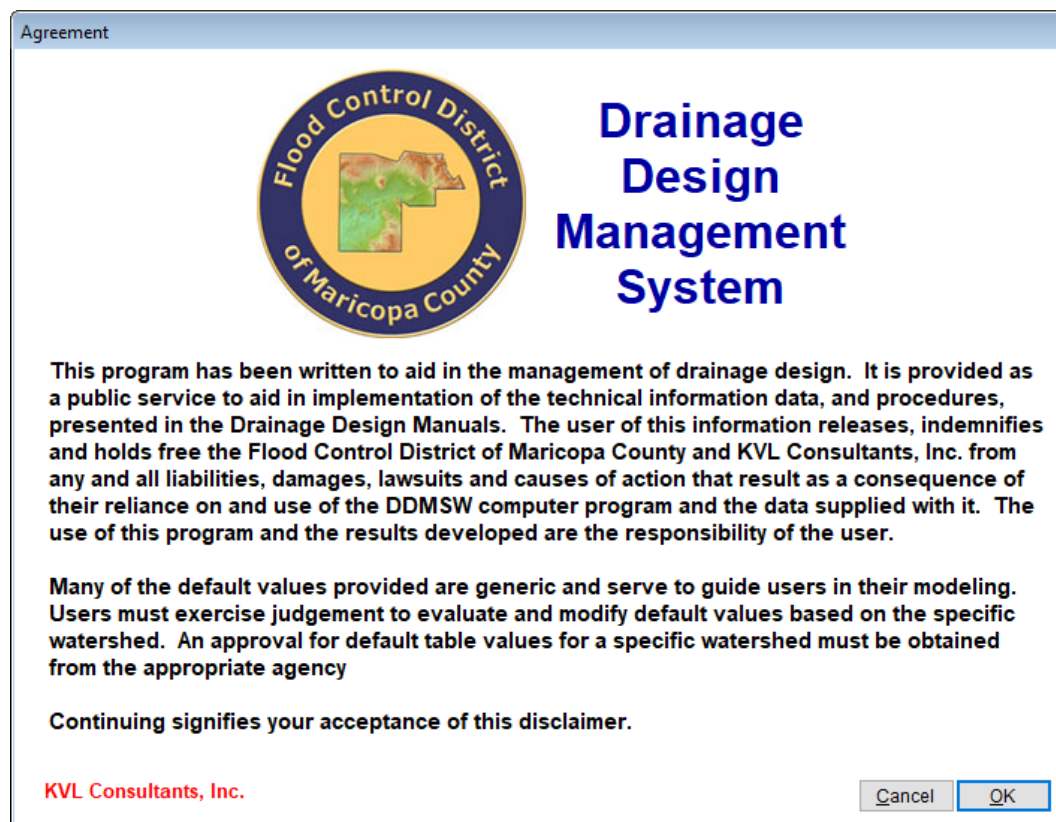 Agreement
Flood Control District
of Maricopa County
Drainage
Design
Management
System
This program has been written to aid in the management of drainage design.  It is provided as
a public service to aid in implementation of the technical information data, and procedures,
presented in the Drainage Design Manuals.  The user of this information releases, indemnifies
and holds free the Flood Control District of Maricopa County and KVL Consultants, Inc. from
any and all liabilities, damages, lawsuits and causes of action that result as a consequence of
their reliance on and use of the DDMSW computer program and the data supplied with it.  The
use of this program and the results developed are the responsibility of the user.
Many of the default values provided are generic and serve to guide users in their modeling.
Users must exercise judgement to evaluate and modify default values based on the specific
watershed.  An approval for default table values for a specific watershed must be obtained
from the appropriate agency
Continuing signifies your acceptance of this disclaimer.
KVL Consultants, Inc.
Cancel
OK